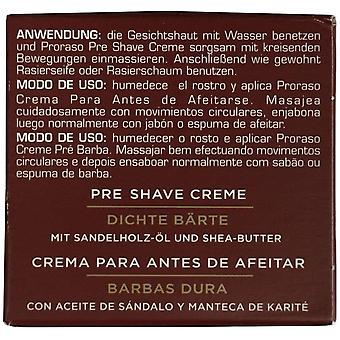 ANWENDUNG: die Gesichtshaut mit Wasser benetzen und
Proraso Pre Shave Creme sorgsam mit kreisenden
Bewegungen einmassieren. Anschließend wie gewohnt
Rasierseife oder Rasierschaum benutzen.
MODO DE USO: humedecer el rostro y aplica Proraso
Crema Para Antes de Afeitarse. Masajea
cuidadosamente con movimientos circulares, enjabona
luego normalmente con jabón o espuma de afeitar.
MODO DE USO: humedecer o rosto e aplicar Proraso
Creme Pré Barba. Massajar bem efectuando movimentos
circulares e depois ensaboar normalmente com sabão ou
espuma de barba.
PRE SHAVE CREME
DICHTE BÄRTE
MIT SANDELHOLZ-ÖL UND SHEA-BUTTER
CREMA PARA ANTES DE AFEITAR
BARBAS DURA
CON ACEITE DE SÁNDALO Y MANTECA DE KARITÉ